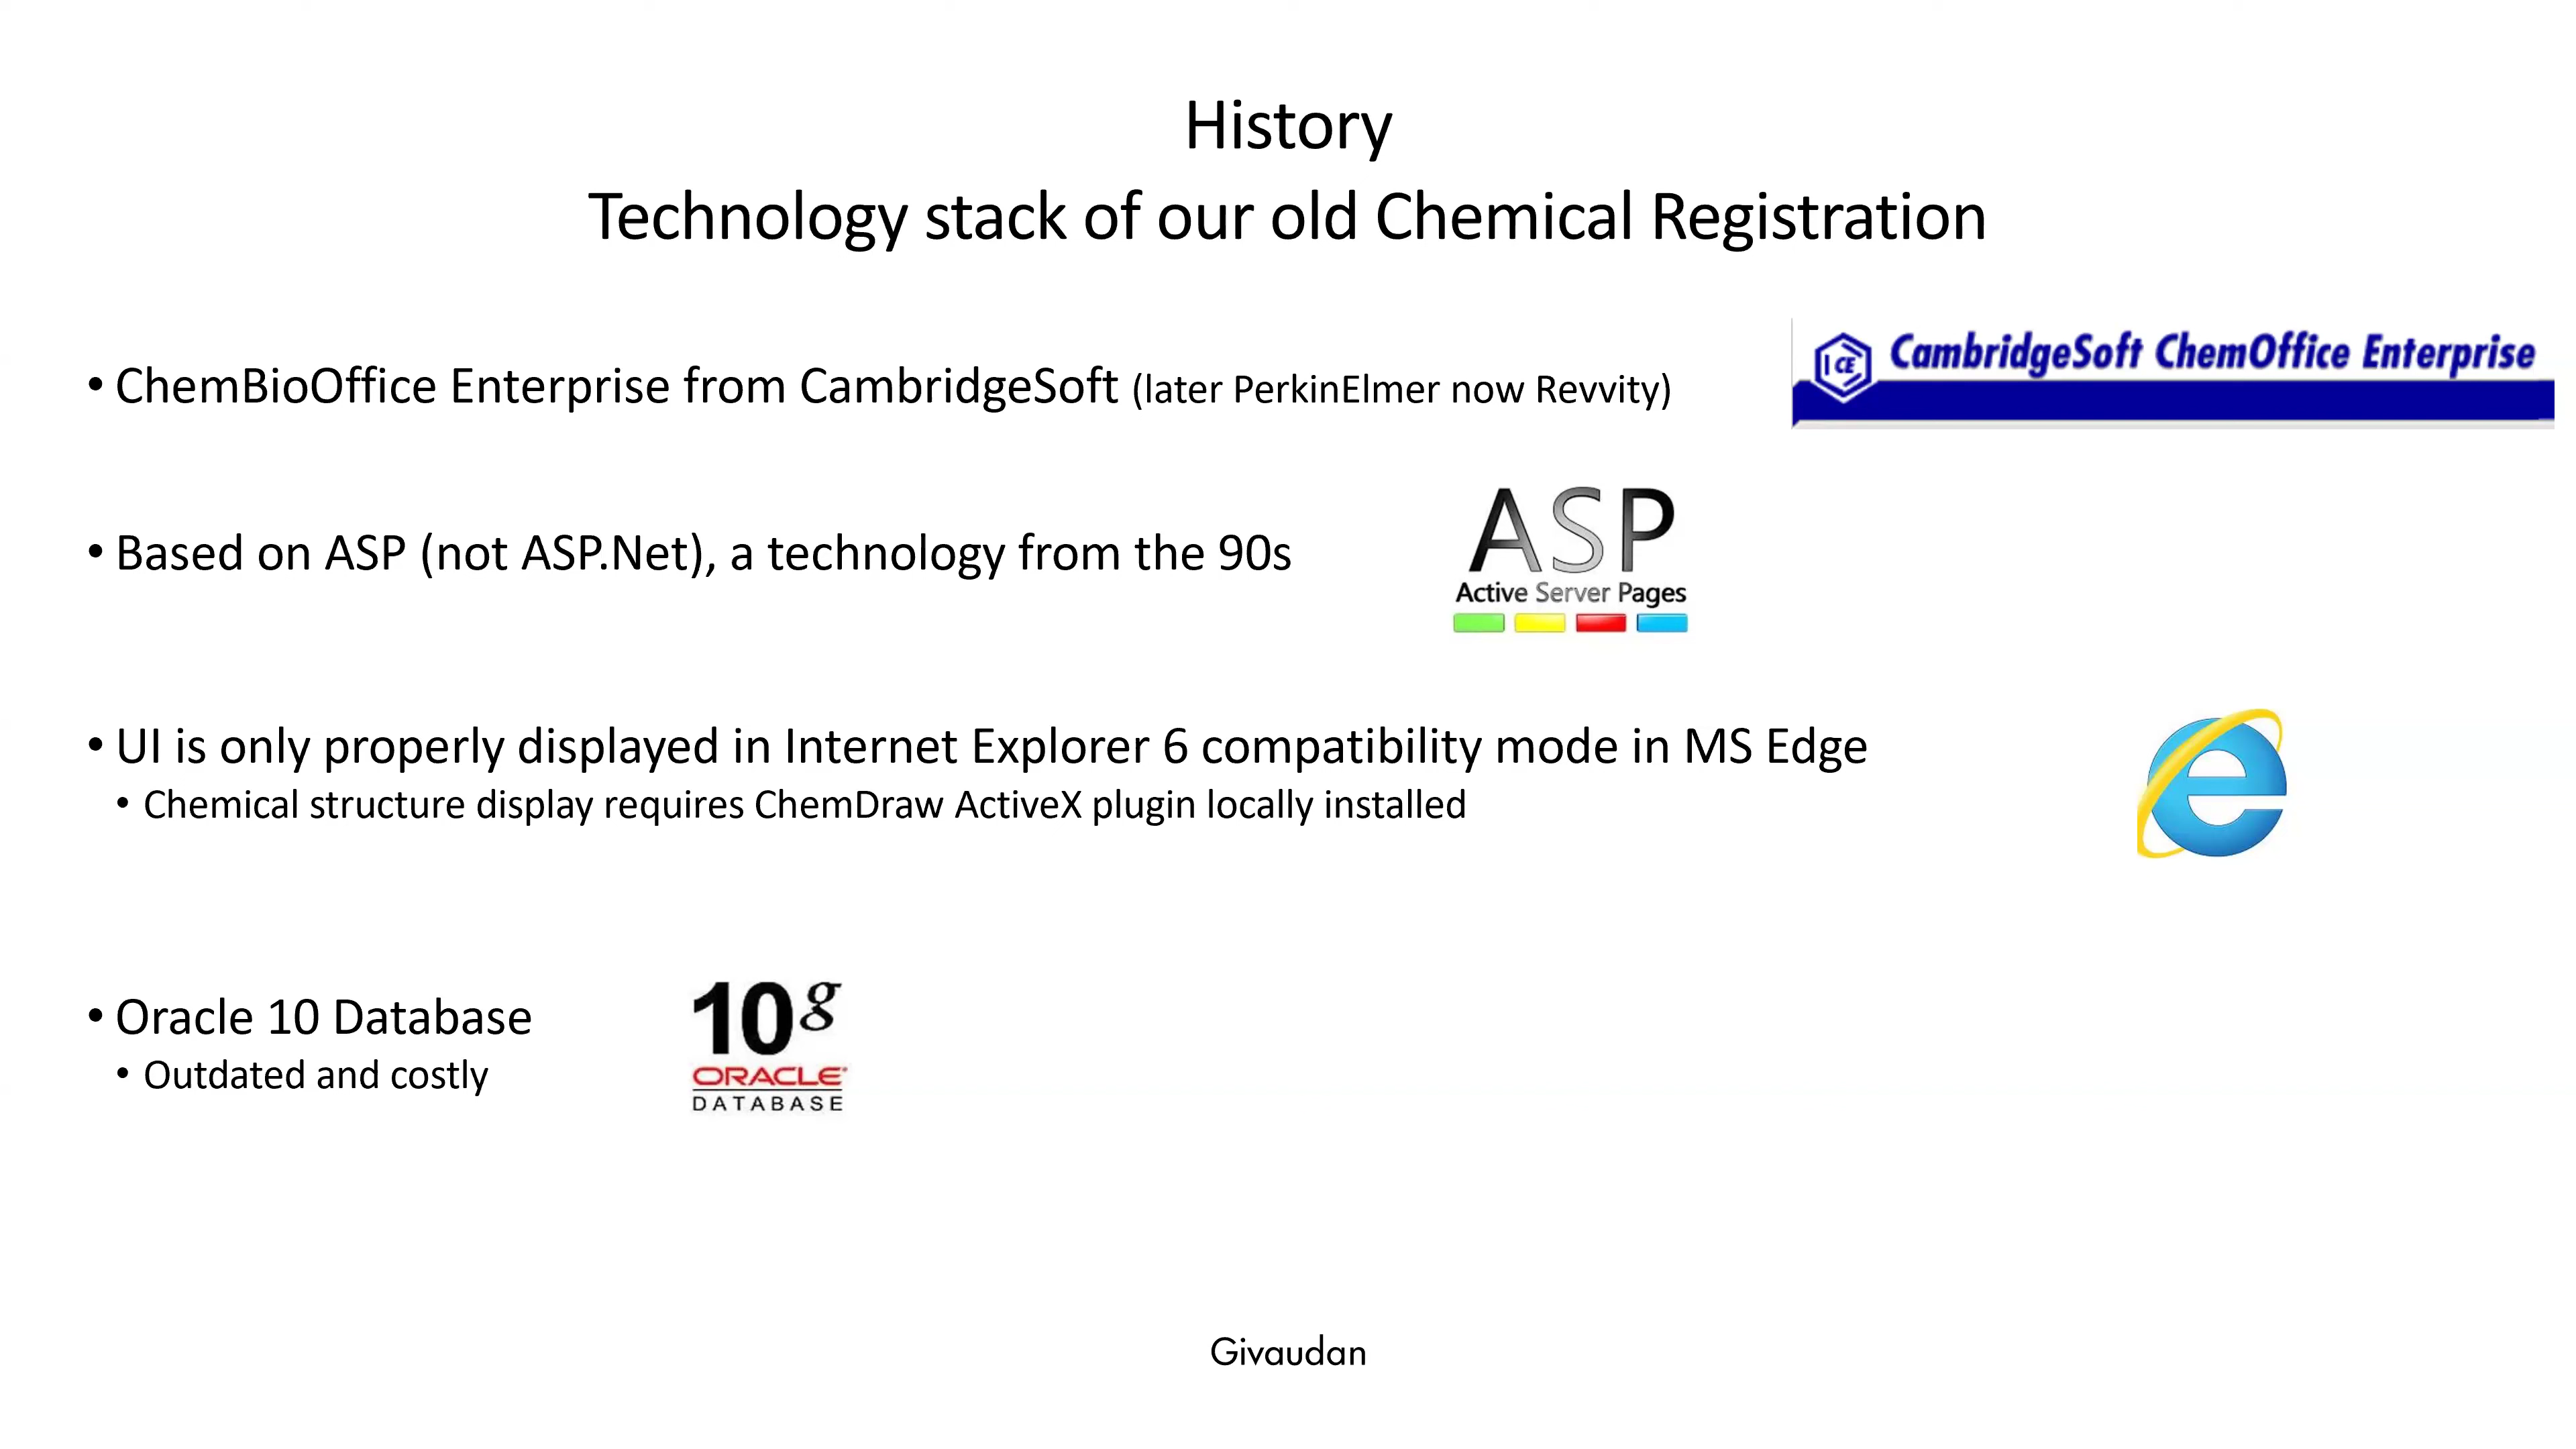 History
Technology stack of our old Chemical Registration
CambridgeSoft ChemOffice Enterprise
CE
• ChemBioOffice Enterprise from CambridgeSoft (later PerkinElmer now Revvity)
• Based on ASP (not ASP.Net), a technology from the 90s
ASP
Active Server Pages
• UI is only properly displayed in Internet Explorer 6 compatibility mode in MS Edge
• Chemical structure display requires ChemDraw ActiveX plugin locally installed
• Oracle 10 Database
• Outdated and costly
10g
ORACLE
DATABASE
Givaudan